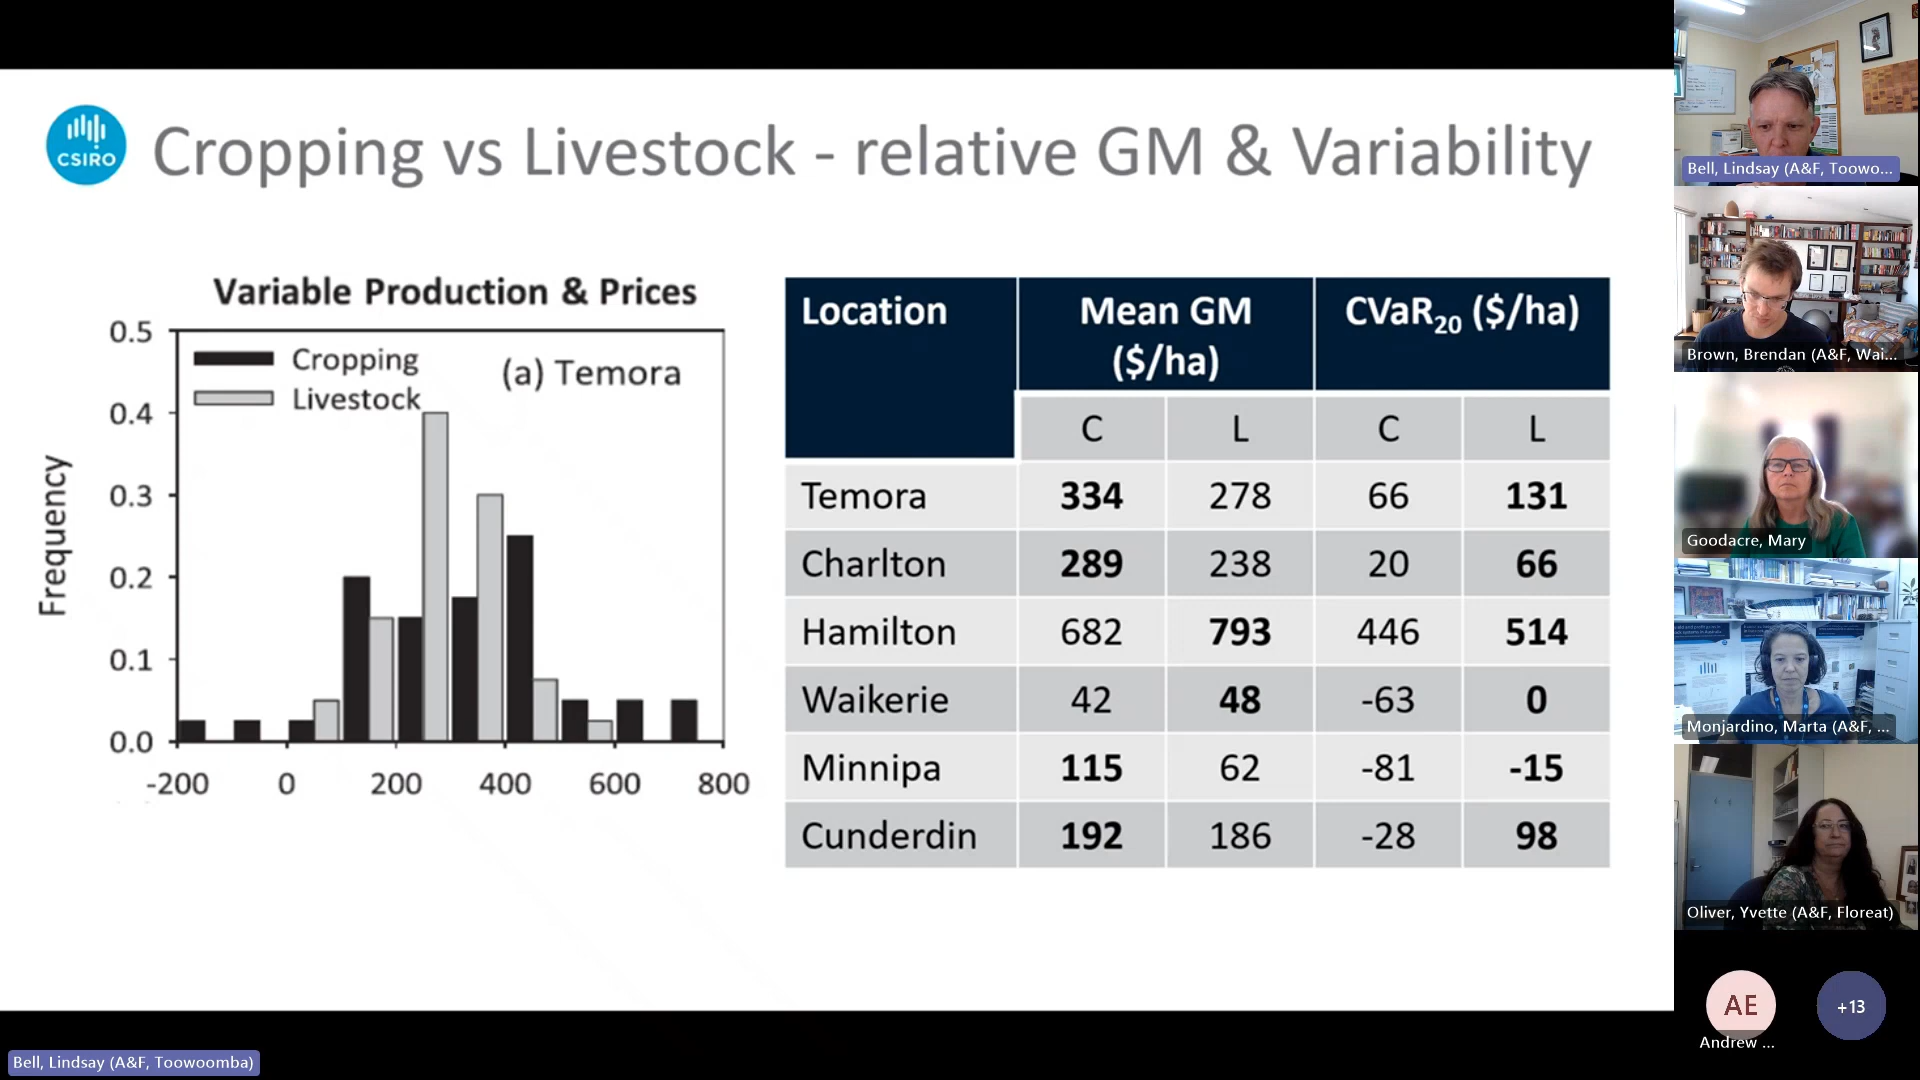 CSIRO
Cropping vs Livestock - relative GM & Variability
Variable Production & Prices
0.5
0.4
0.3
0.2
0.1
0.0
Frequency
Cropping
Livestock
(a) Temora
-200 0 200 400 600 800
Location Mean GM ($/ha) CVaR20 ($/ha)
C L C L
Temora 334 278 66 131
Charlton 289 238 20 66
Hamilton 682 793 446 514
Waikerie 42 48 -63 0
Minnipa 115 62 -81 -15
Cunderdin 192 186 -28 98
Bell, Lindsay (A&F, Toowo...
Brown, Brendan (A&F, Wai...
Goodacre, Mary
Monjardino, Marta (A&F, ...
Oliver, Yvette (A&F, Floreat)
AE
+13
Andrew ...
Bell, Lindsay (A&F, Toowoomba)